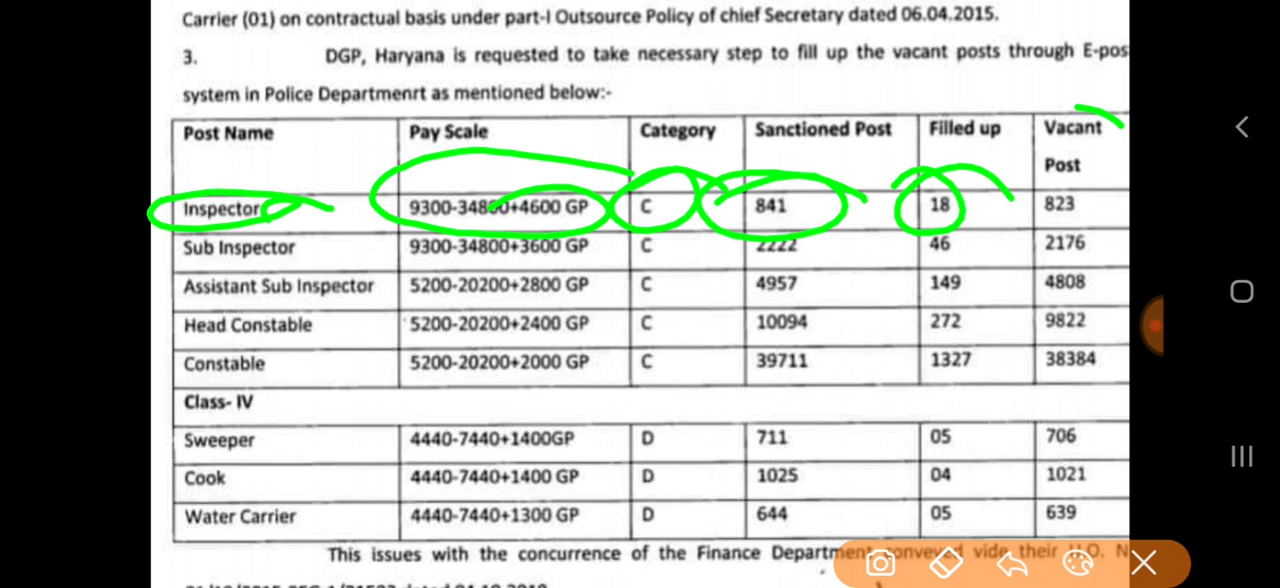 Carrier (01) on contractual basis under part-I Outsource Policy of chief Secretary dated 06.04.2015.
3. DGP, Haryana is requested to take necessary step to fill up the vacant posts through E-pos
system in Police Departmenrt as mentioned below:-
Post Name Pay Scale Category Sanctioned Post Filled up Vacant Post
Inspector 9300-34800+4600 GP C 841 18 823
Sub Inspector 9300-34800+3600 GP C 2222 46 2176
Assistant Sub Inspector 5200-20200+2800 GP C 4957 149 4808
Head Constable 5200-20200+2400 GP C 10094 272 9822
Constable 5200-20200+2000 GP C 39711 1327 38384
Class- IV
Sweeper 4440-7440+1400GP D 711 05 706
Cook 4440-7440+1400 GP D 1025 04 1021
Water Carrier 4440-7440+1300 GP D 644 05 639
This issues with the concurrence of the Finance Department conveyed vide their U.O. N